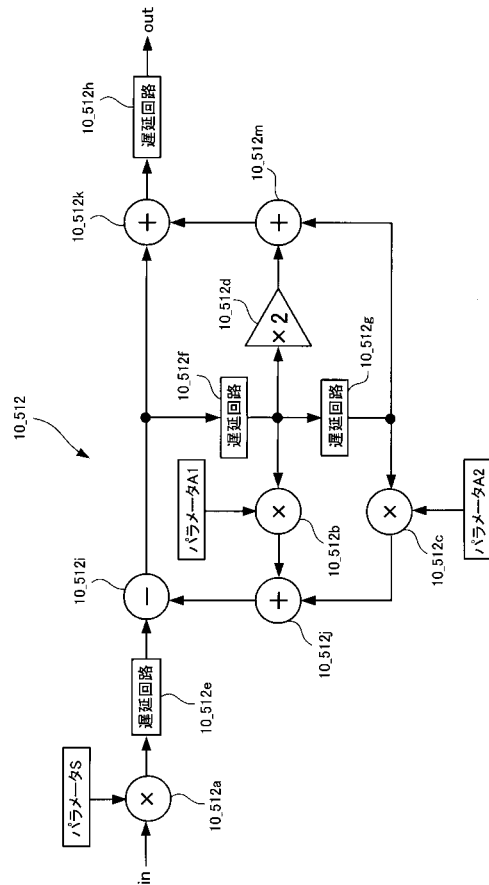 10_512
in
パラメータS
×
10_512a
遅延回路
10_512e
−
10_512i
パラメータA1
×
10_512b
+
10_512j
パラメータA2
×
10_512c
遅延回路
10_512f
遅延回路
10_512g
×2
10_512d
+
10_512m
+
10_512k
遅延回路
10_512h
out